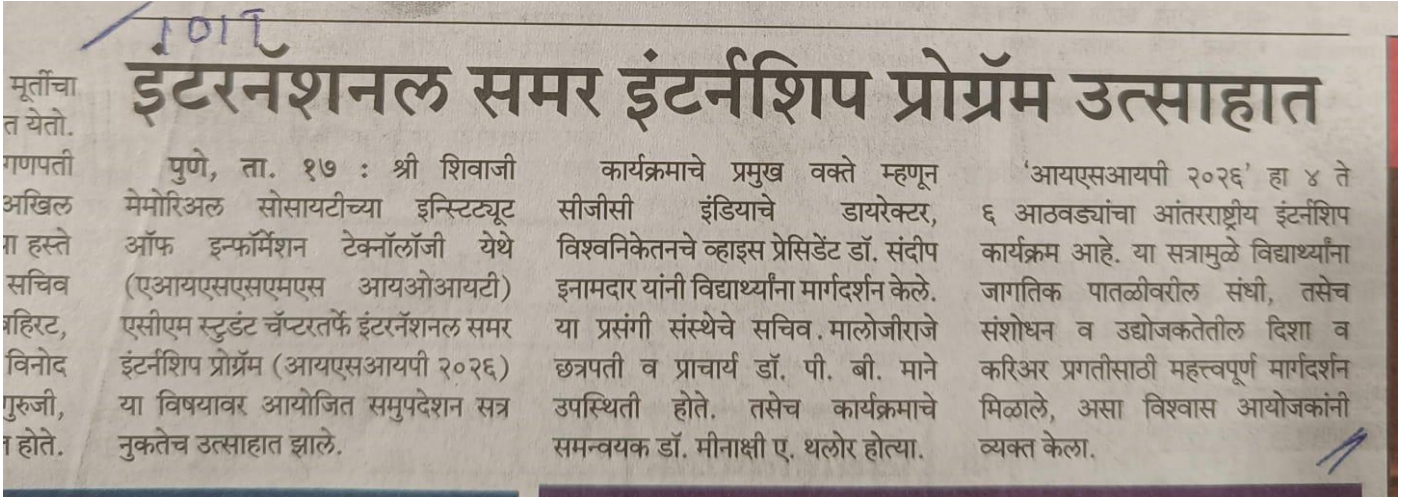 इंटरनॅशनल समर इंटर्नशिप प्रोग्रॅम उत्साहात
मूर्तीचा
त येतो.
गणपती
अखिल
हस्ते
सचिव
विनोद
गुरुजी,
होते.
पुणे, ता. १७ : श्री शिवाजी
मेमोरिअल सोसायटीच्या इन्स्टिट्यूट
ऑफ इन्फॉर्मेशन टेक्नॉलॉजी येथे
(एआयएसएसएमएस आयओआयटी)
एसीएम स्टुडंट चॅप्टरतर्फे इंटरनॅशनल समर
इंटर्नशिप प्रोग्रॅम (आयएसआयपी २०२६)
या विषयावर आयोजित समुपदेशन सत्र
नुकतेच उत्साहात झाले.
कार्यक्रमाचे प्रमुख वक्ते म्हणून
सीजीसी इंडियाचे डायरेक्टर,
विश्वनिकेतनचे व्हाइस प्रेसिडेंट डॉ. संदीप
इनामदार यांनी विद्यार्थ्यांना मार्गदर्शन केले.
या प्रसंगी संस्थेचे सचिव. मालोजीराजे
छत्रपती व प्राचार्य डॉ. पी. बी. माने
उपस्थिती होते. तसेच कार्यक्रमाचे
समन्वयक डॉ. मीनाक्षी ए. थलोर होत्या.
'आयएसआयपी २०२६' हा ४ ते
६ आठवड्यांचा आंतरराष्ट्रीय इंटर्नशिप
कार्यक्रम आहे. या सत्रामुळे विद्यार्थ्यांना
जागतिक पातळीवरील संधी, तसेच
संशोधन व उद्योजकतेतील दिशा व
करिअर प्रगतीसाठी महत्त्वपूर्ण मार्गदर्शन
मिळाले, असा विश्वास आयोजकांनी
व्यक्त केला.